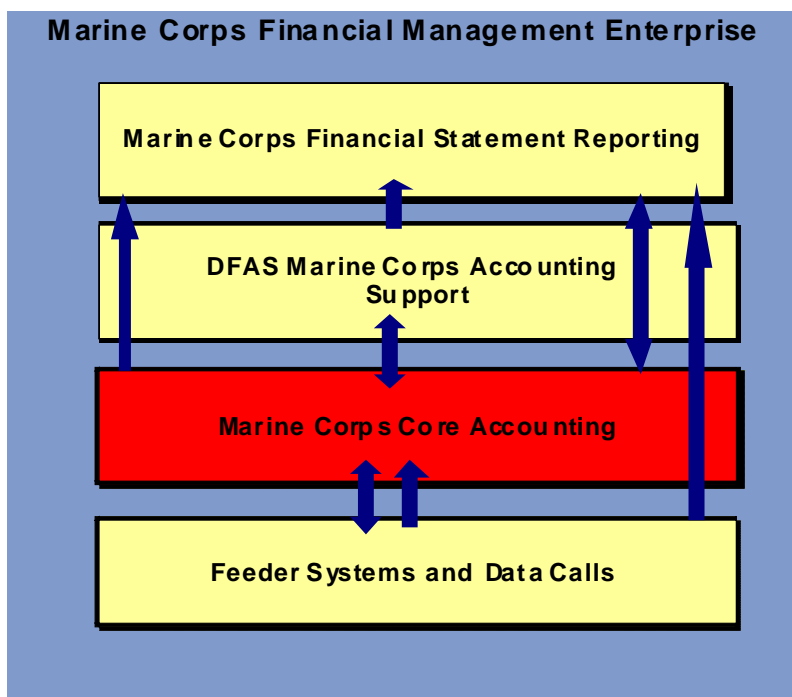 Marine Corps Financial Management Enterprise
Marine Corps Financial Statement Reporting
DFAS Marine Corps Accounting
Support
Marine Corps Core Accounting
Feeder Systems and Data Calls